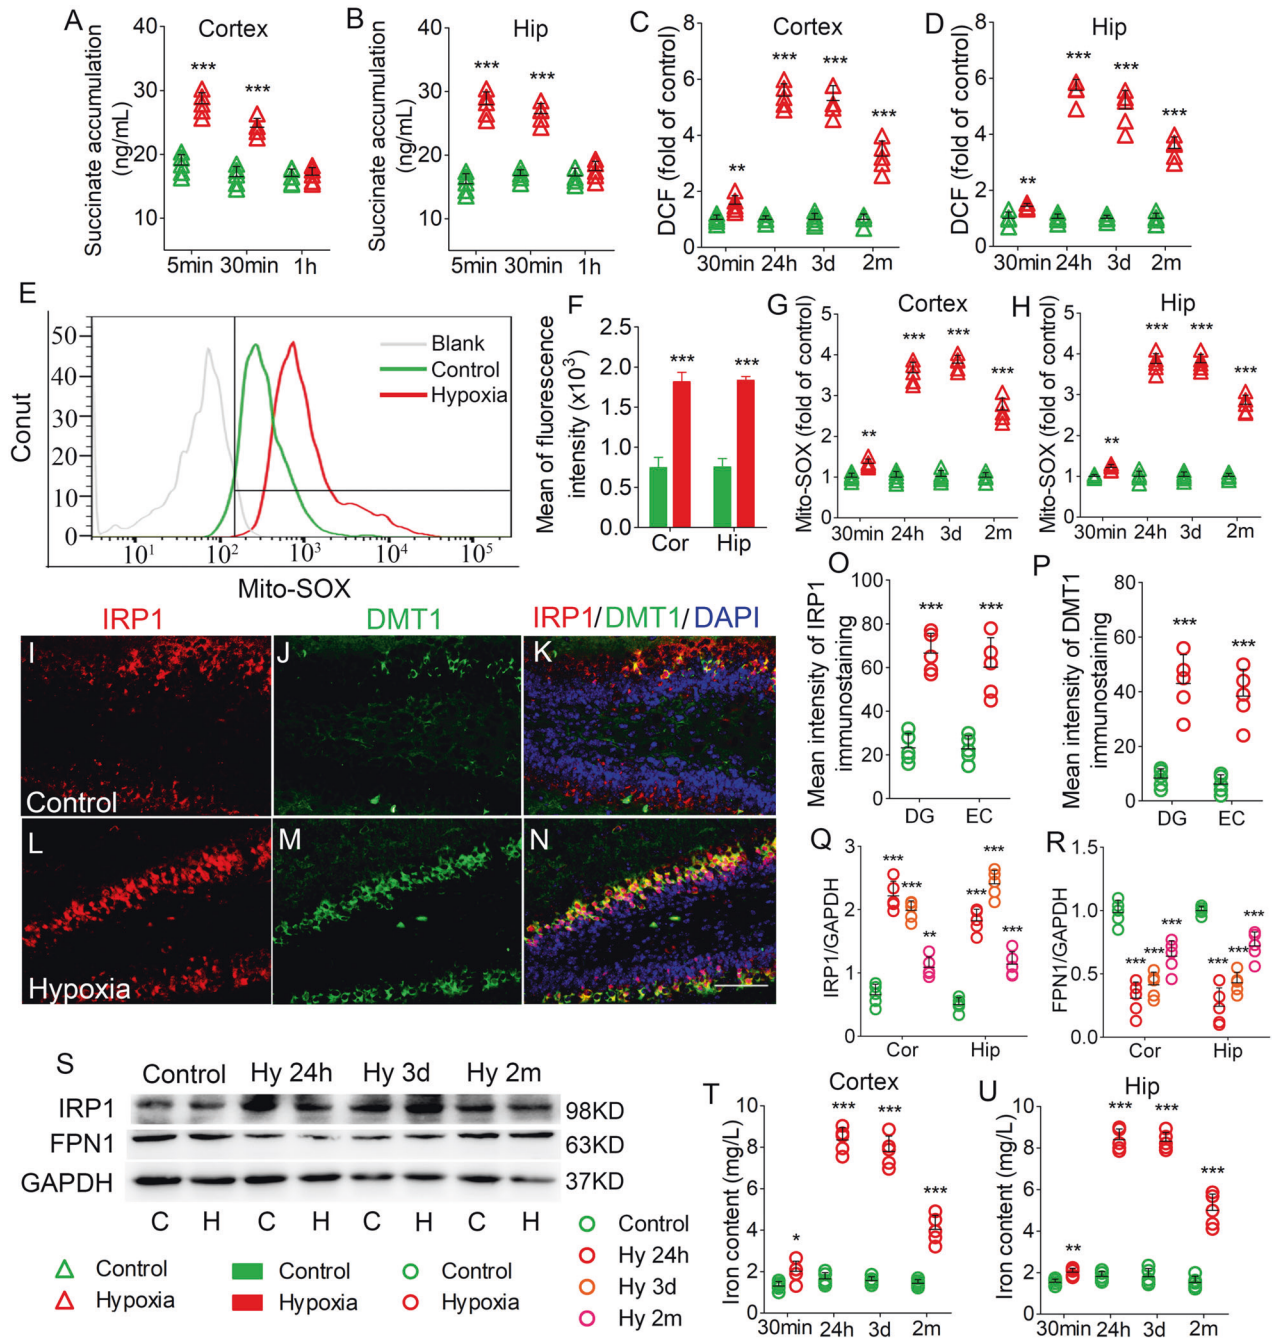 A Cortex
Succinate accumulation
(ng/mL)
40
30
20
10
*** ***
5min 30min 1h
B Hip
Succinate accumulation
(ng/mL)
40
30
20
10
*** ***
5min 30min 1h
C Cortex
DCF (fold of control)
8
6
4
2
0
** *** *** ***
30min 24h 3d 2m
D Hip
DCF (fold of control)
8
6
4
2
0
** *** *** ***
30min 24h 3d 2m
E
Conut
50
40
30
20
10
0
Blank
Control
Hypoxia
10¹ 10² 10³ 10⁴ 10⁵
Mito-SOX
F
Mean of fluorescence
intensity (x10³)
2.5
2.0
1.5
1.0
0.5
0.0
*** ***
Cor Hip
G Cortex
Mito-SOX (fold of control)
5
4
3
2
1
0
** *** *** ***
30min 24h 3d 2m
H Hip
Mito-SOX (fold of control)
5
4
3
2
1
0
** *** *** ***
30min 24h 3d 2m
IRP1 DMT1 IRP1/DMT1/DAPI
I J K
Control
L M N
Hypoxia
O
Mean intensity of IRP1
immunostaining
100
80
60
40
20
0
*** ***
DG EC
P
Mean intensity of DMT1
immunostaining
80
60
40
20
0
*** ***
DG EC
Q
IRP1/GAPDH
3
2
1
0
*** *** ** *** *** ***
Cor Hip
R
FPN1/GAPDH
1.5
1.0
0.5
0.0
*** *** *** *** *** ***
Cor Hip
S
Control Hy 24h Hy 3d Hy 2m
IRP1 98KD
FPN1 63KD
GAPDH 37KD
C H C H C H C H
Control
Hypoxia
Control
Hypoxia
Control
Hypoxia
Control
Hy 24h
Hy 3d
Hy 2m
T Cortex
Iron content (mg/L)
10
8
6
4
2
0
* *** *** ***
30min 24h 3d 2m
U Hip
Iron content (mg/L)
10
8
6
4
2
0
** *** *** ***
30min 24h 3d 2m